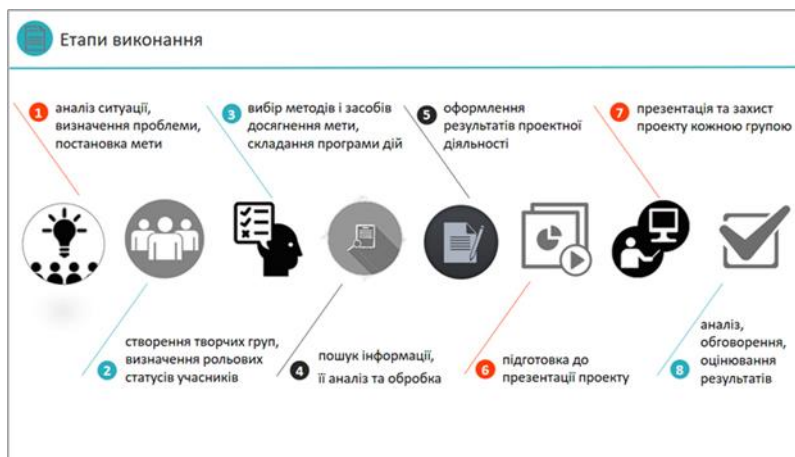 Етапи виконання
1 аналіз ситуації,
визначення проблеми,
постановка мети
2 створення творчих груп,
визначення рольових
статусів учасників
3 вибір методів і засобів
досягнення мети,
складання програми дій
4 пошук інформації,
її аналіз та обробка
5 оформлення
результатів проектної
діяльності
6 підготовка до
презентації проекту
7 презентація та захист
проекту кожною групою
8 аналіз,
обговорення,
оцінювання
результатів